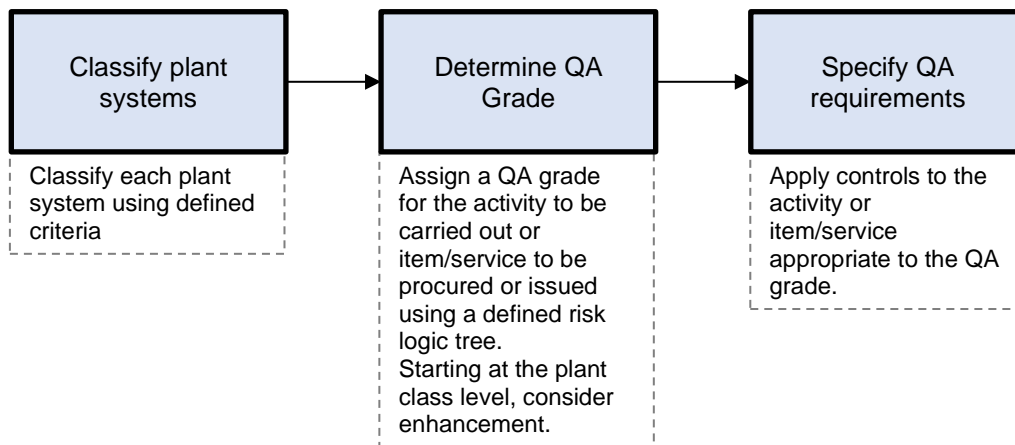 Classify plant
systems
Determine QA
Grade
Specify QA
requirements
Classify each plant
system using defined
criteria
Assign a QA grade
for the activity to be
carried out or
item/service to be
procured or issued
using a defined risk
logic tree.
Starting at the plant
class level, consider
enhancement.
Apply controls to the
activity or
item/service
appropriate to the QA
grade.